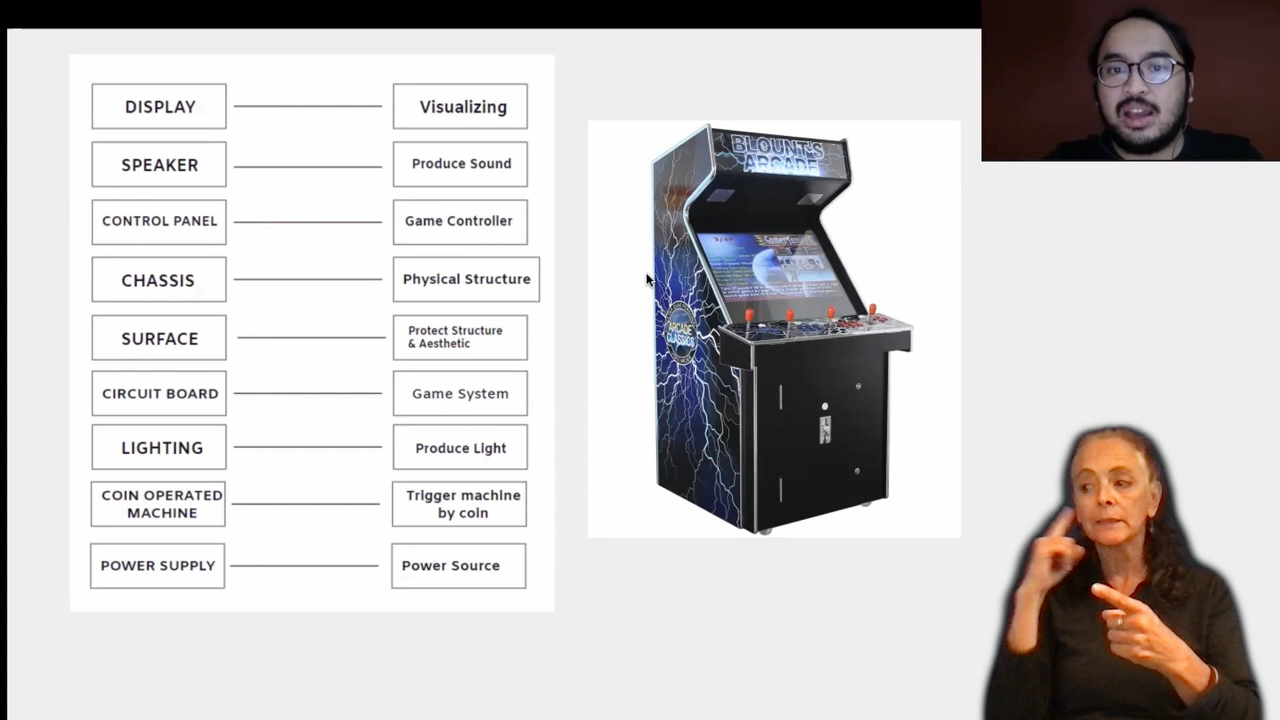 DISPLAY
Visualizing
SPEAKER
Produce Sound
CONTROL PANEL
Game Controller
CHASSIS
Physical Structure
SURFACE
Protect Structure
& Aesthetic
CIRCUIT BOARD
Game System
LIGHTING
Produce Light
COIN OPERATED
MACHINE
Trigger machine
by coin
POWER SUPPLY
Power Source
BLOUNT'S
ARCADE
ARCADE
CLASSICS